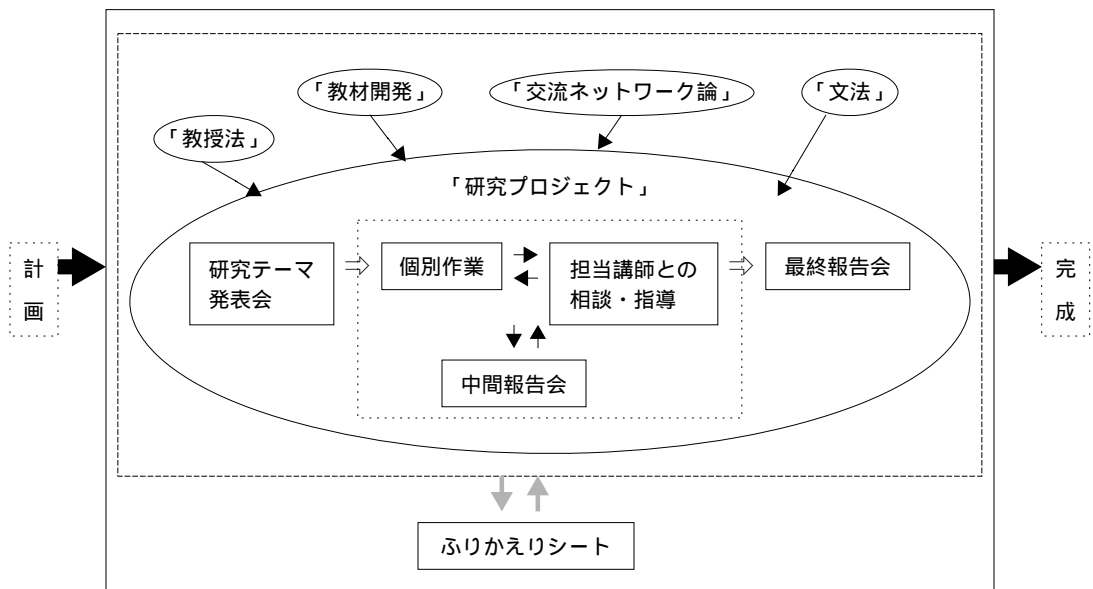 「教材開発」
「交流ネットワーク論」
「文法」
「教授法」
「研究プロジェクト」
計
画
研究テーマ
発表会
個別作業
担当講師との
相談・指導
最終報告会
完
成
中間報告会
ふりかえりシート